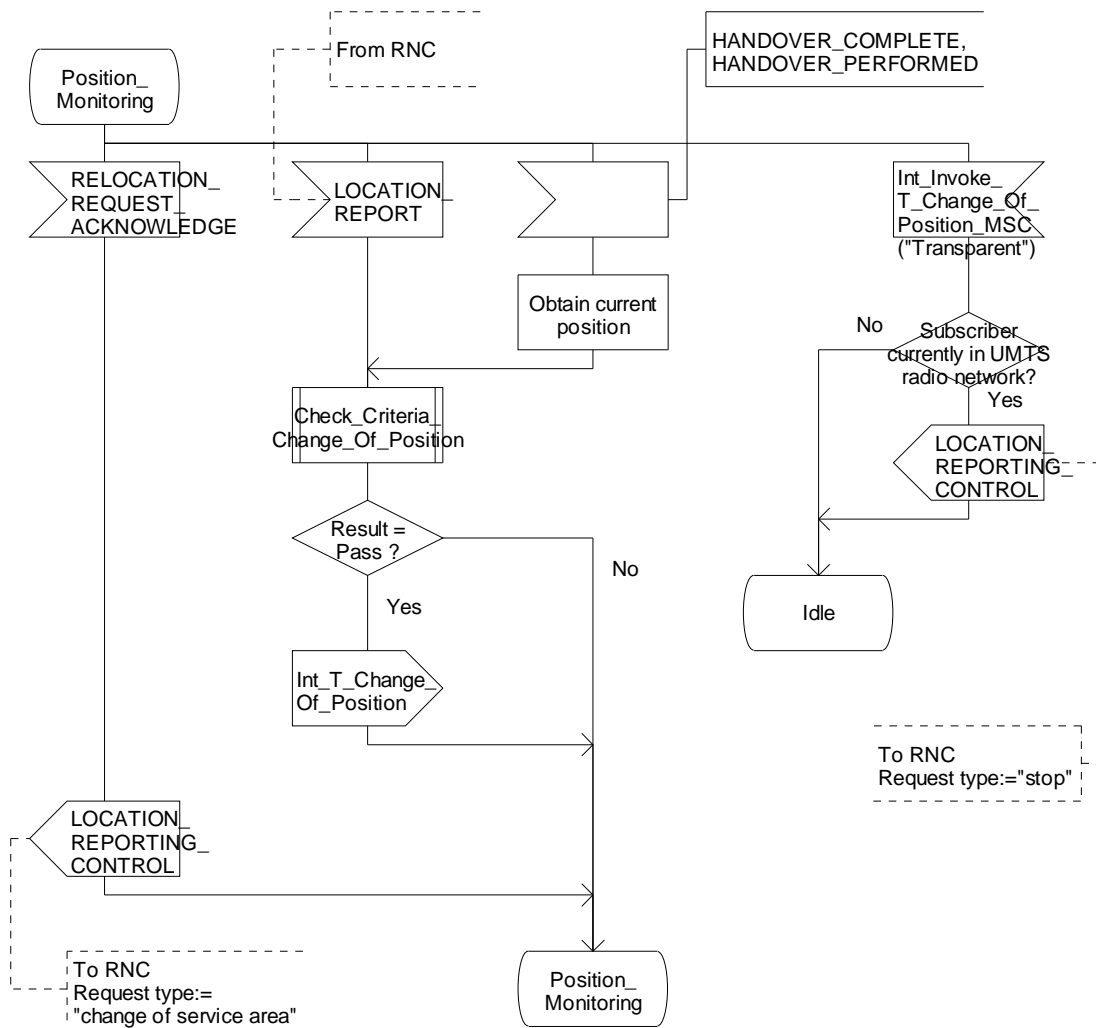 From RNC
HANDOVER_COMPLETE,
HANDOVER_PERFORMED
Position_
Monitoring
RELOCATION_
REQUEST_
ACKNOWLEDGE
LOCATION_
REPORT
Int_Invoke_
T_Change_Of_
Position_MSC
("Transparent")
Obtain current
position
No
Subscriber
currently in UMTS
radio network?
Yes
Check_Criteria_
Change_Of_Position
LOCATION_
REPORTING_
CONTROL
Result =
Pass ?
No
Yes
Idle
Int_T_Change_
Of_Position
To RNC
Request type:="stop"
LOCATION_
REPORTING_
CONTROL
To RNC
Request type:=
"change of service area"
Position_
Monitoring